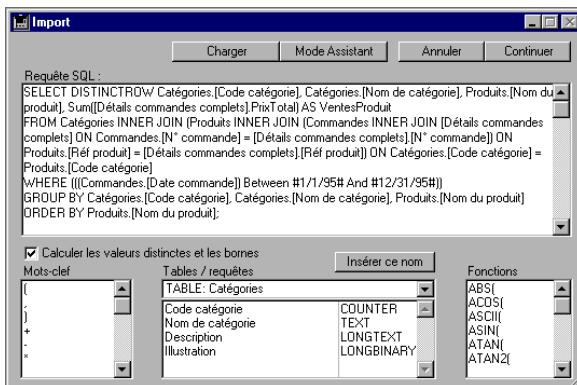 Import
Charger
Mode Assistant
Annuler
Continuer
Requête SQL :
SELECT DISTINCTROW Catégories.[Code catégorie], Catégories.[Nom de catégorie], Produits.[Nom du
produit], Sum([Détails commandes complets].PrixTotal) AS VentesProduit
FROM Catégories INNER JOIN (Produits INNER JOIN (Commandes INNER JOIN [Détails commandes
complets] ON Commandes.[N° commande] = [Détails commandes complets].[N° commande]) ON
Produits.[Réf produit] = [Détails commandes complets].[Réf produit]) ON Catégories.[Code catégorie] =
Produits.[Code catégorie]
WHERE (((Commandes.[Date commande]) Between #1/1/95# And #12/31/95#))
GROUP BY Catégories.[Code catégorie], Catégories.[Nom de catégorie], Produits.[Nom du produit]
ORDER BY Produits.[Nom du produit];
Calculer les valeurs distinctes et les bornes
Insérer ce nom
Mots-clef
Tables / requêtes
Fonctions
(
,
)
+
-
*
TABLE: Catégories
Code catégorie COUNTER
Nom de catégorie TEXT
Description LONGTEXT
Illustration LONGBINARY
ABS(
ACOS(
ASCII(
ASIN(
ATAN(
ATAN2(